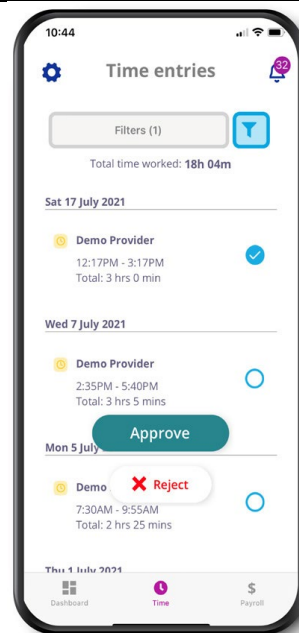 10:44
Time entries
32
Filters (1)
Total time worked: 18h 04m
Sat 17 July 2021
Demo Provider
12:17PM - 3:17PM
Total: 3 hrs 0 min
Wed 7 July 2021
Demo Provider
2:35PM - 5:40PM
Total: 3 hrs 5 mins
Approve
Mon 5 July
Reject
Demo
7:30AM - 9:55AM
Total: 2 hrs 25 mins
Thu 1 July 2021
Dashboard
Time
$
Payroll